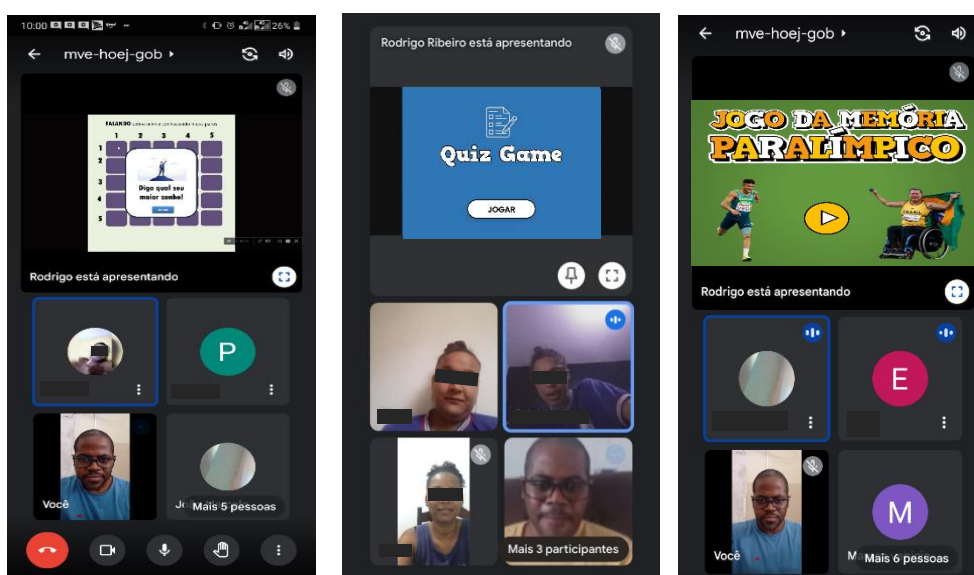 10:00
26%
mve-hoej-gob
FALANDO
1 2 3 4 5
1
2
3
4
5
Diga qual seu
maior sonho!
Rodrigo está apresentando
P
Você
Mais 5 pessoas
Rodrigo Ribeiro está apresentando
Quiz Game
JOGAR
Mais 3 participantes
mve-hoej-gob
JOGO DA MEMÓRIA
PARALÍMPICO
Rodrigo está apresentando
E
M
Você
Mais 6 pessoas